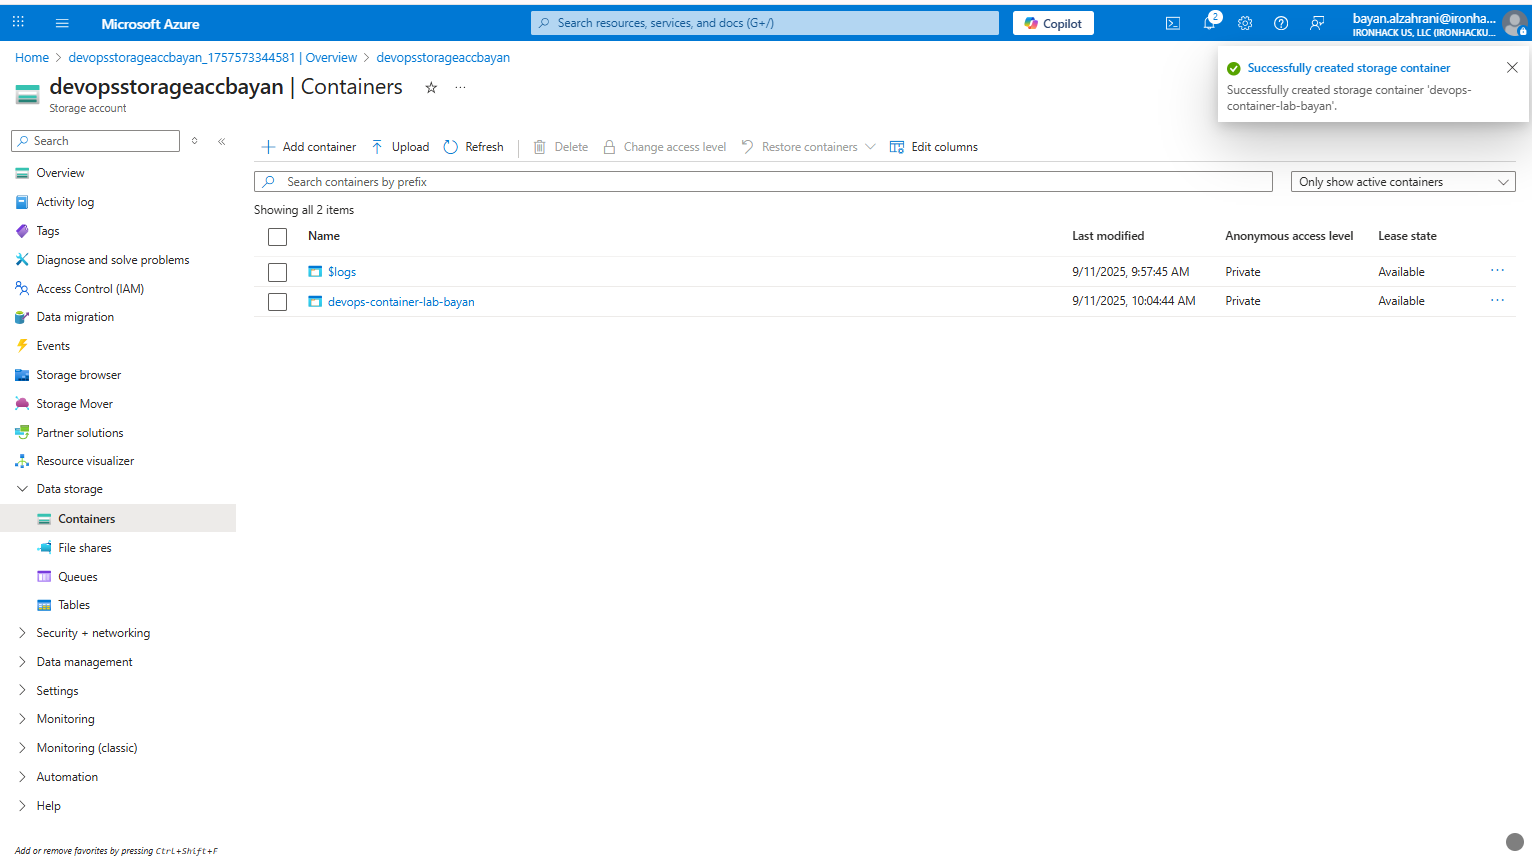 Microsoft Azure
Search resources, services, and docs (G+/)
Copilot
2
bayan.alzahrani@ironha...
IRONHACK US, LLC (IRONHACKU...
Home > devopsstorageaccbayan_1757573344581 | Overview > devopsstorageaccbayan
devopsstorageaccbayan | Containers
Storage account
Successfully created storage container
Successfully created storage container 'devops-
container-lab-bayan'.
Search
Overview
Activity log
Tags
Diagnose and solve problems
Access Control (IAM)
Data migration
Events
Storage browser
Storage Mover
Partner solutions
Resource visualizer
Data storage
Containers
File shares
Queues
Tables
Security + networking
Data management
Settings
Monitoring
Monitoring (classic)
Automation
Help
Add or remove favorites by pressing Ctrl+Shift+F
Add container Upload Refresh Delete Change access level Restore containers Edit columns
Search containers by prefix
Only show active containers
Showing all 2 items
Name Last modified Anonymous access level Lease state
$logs 9/11/2025, 9:57:45 AM Private Available
devops-container-lab-bayan 9/11/2025, 10:04:44 AM Private Available